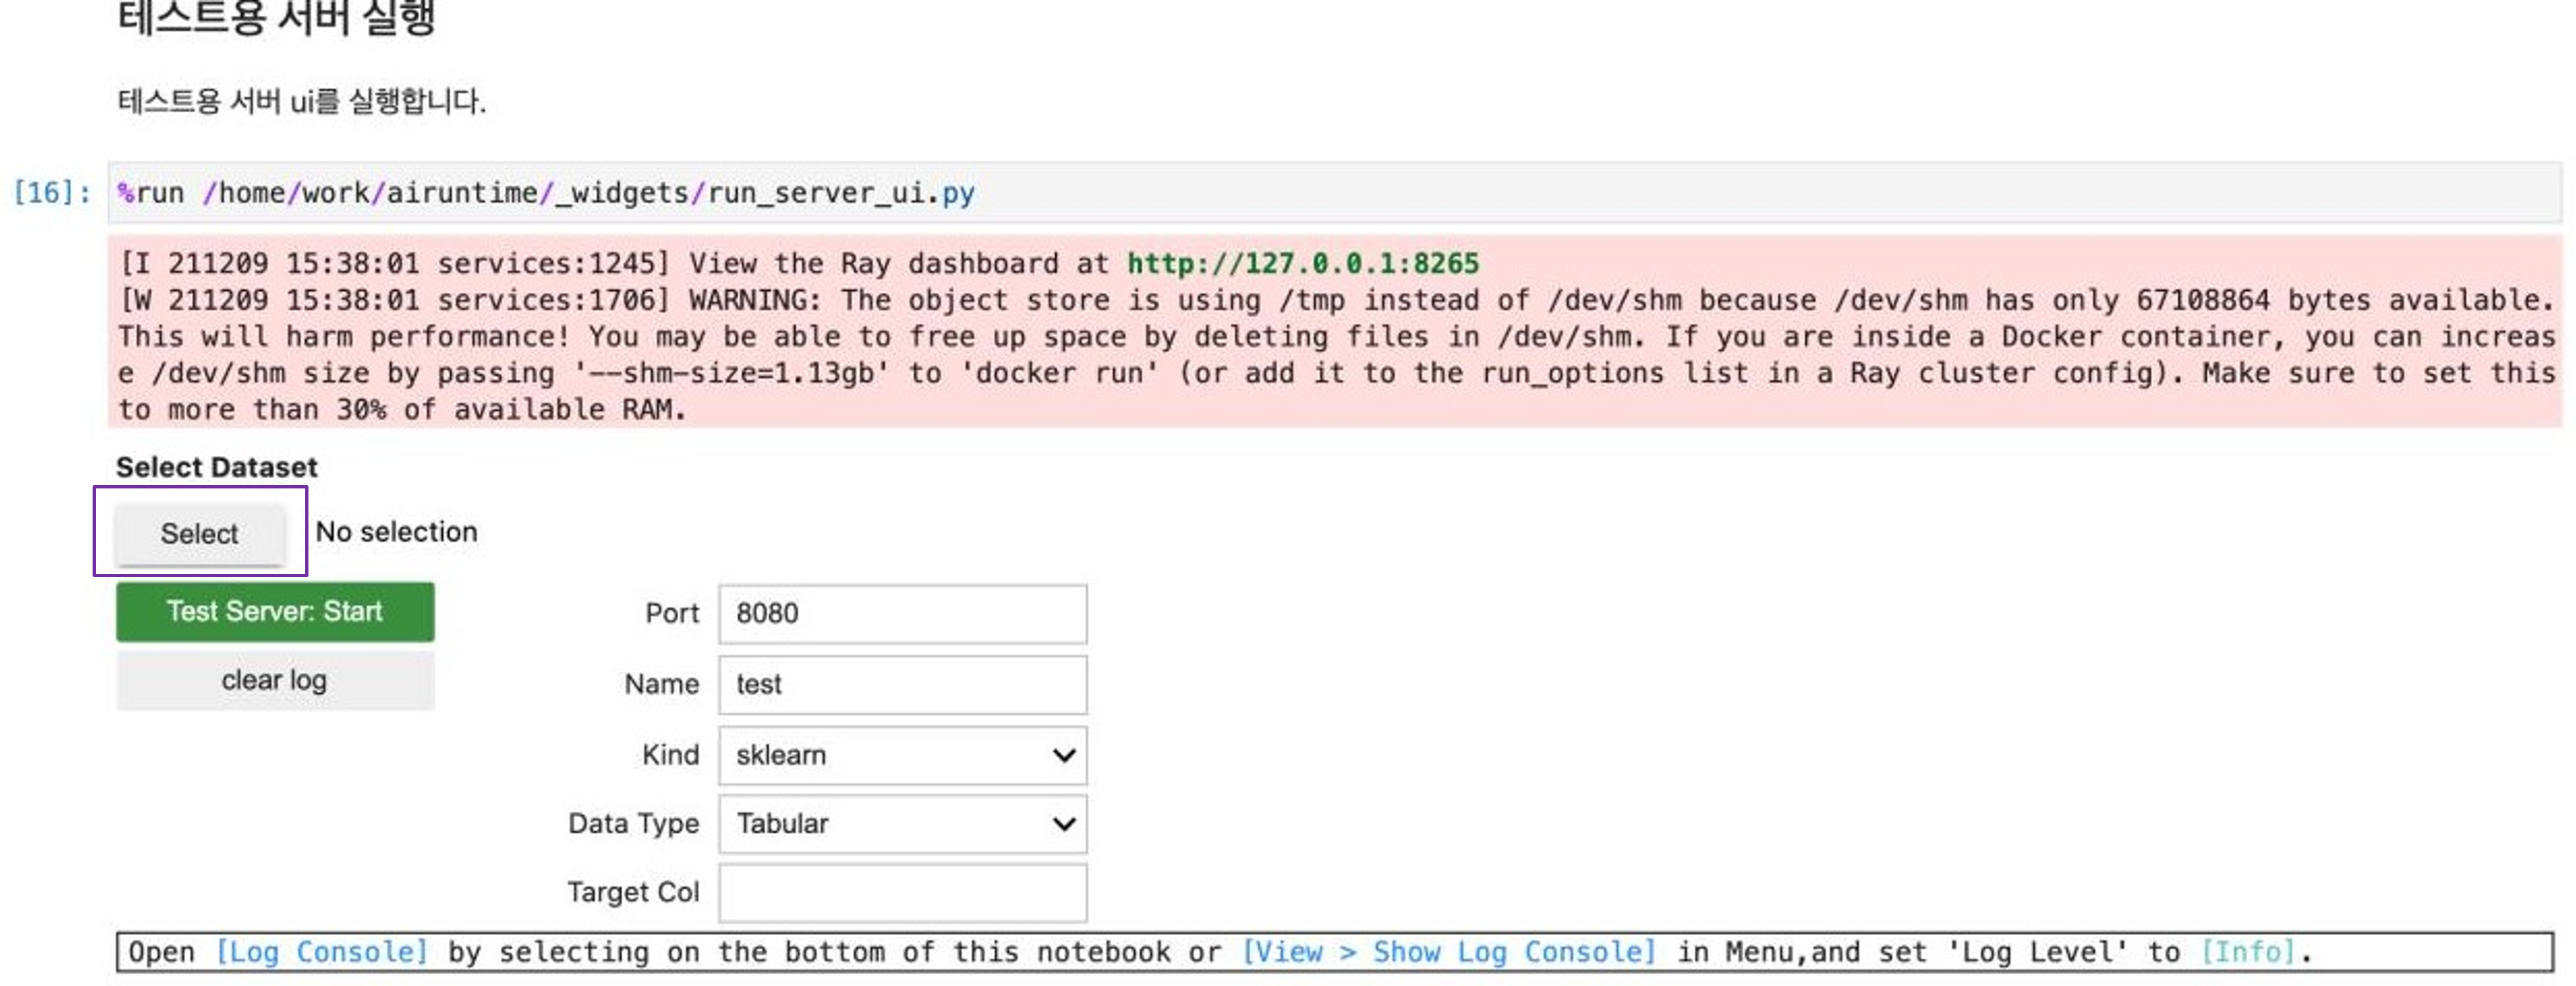 테스트용 서버 실행
테스트용 서버 ui를 실행합니다.
[16]: %run /home/work/airuntime/_widgets/run_server_ui.py
[I 211209 15:38:01 services:1245] View the Ray dashboard at http://127.0.0.1:8265
[W 211209 15:38:01 services:1706] WARNING: The object store is using /tmp instead of /dev/shm because /dev/shm has only 67108864 bytes available.
This will harm performance! You may be able to free up space by deleting files in /dev/shm. If you are inside a Docker container, you can increas
e /dev/shm size by passing '--shm-size=1.13gb' to 'docker run' (or add it to the run_options list in a Ray cluster config). Make sure to set this
to more than 30% of available RAM.
Select Dataset
Select No selection
Test Server: Start Port 8080
clear log Name test
Kind sklearn
Data Type Tabular
Target Col
Open [Log Console] by selecting on the bottom of this notebook or [View > Show Log Console] in Menu,and set 'Log Level' to [Info].